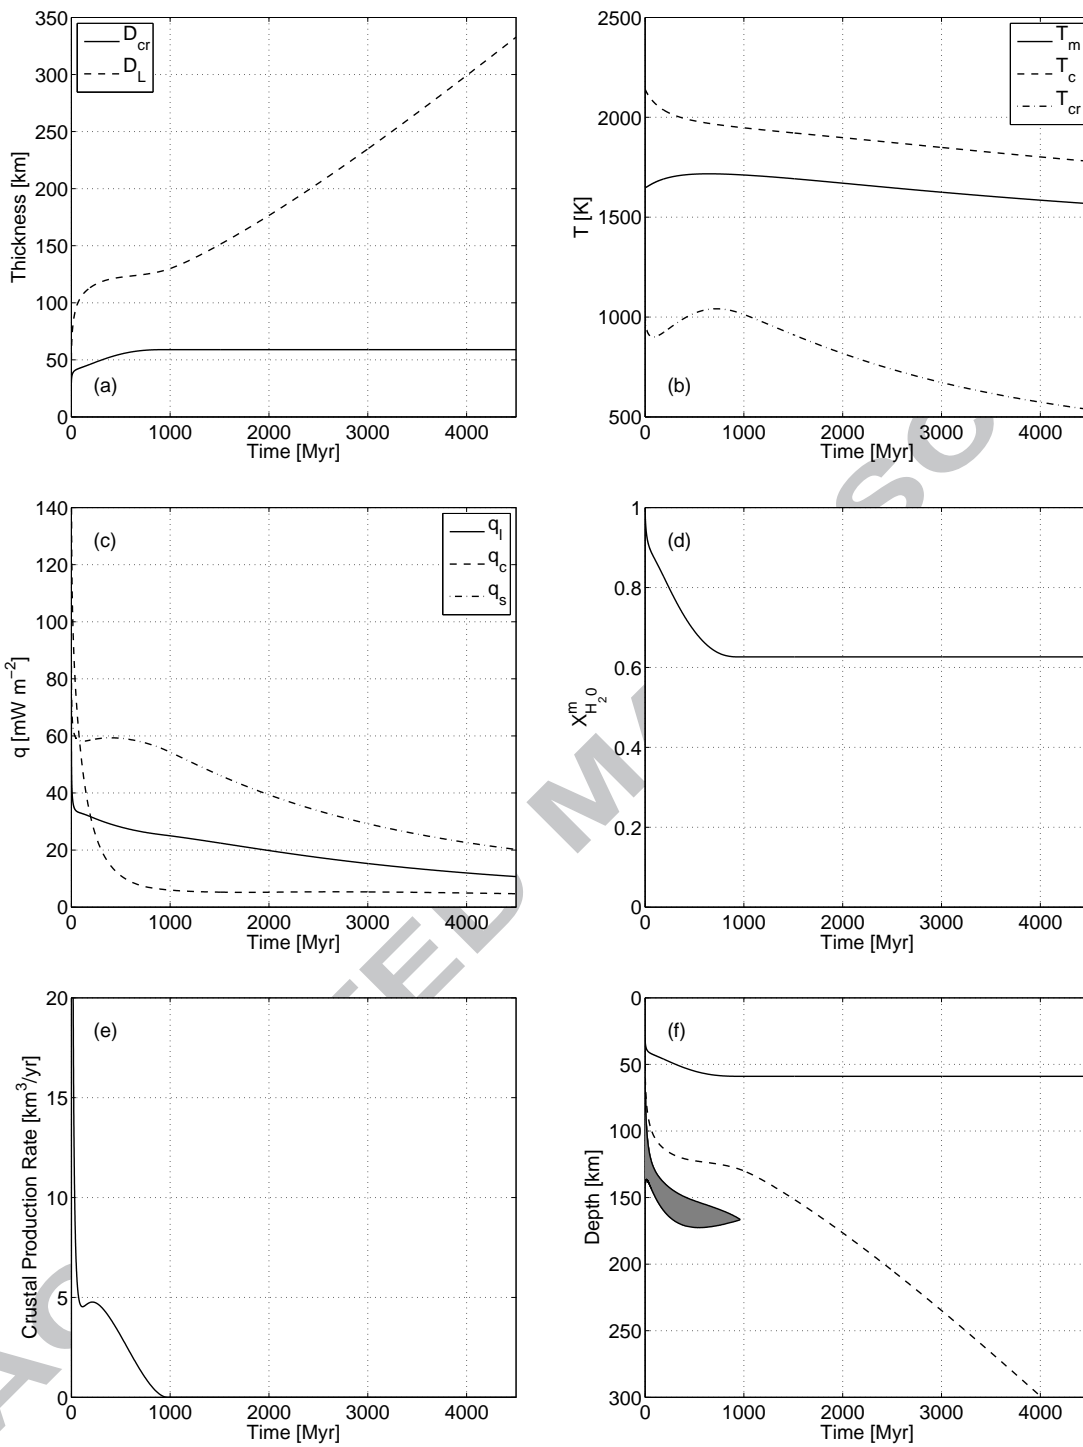 350
300
250
200
150
100
50
0
Thickness [km]
D_cr
D_L
(a)
0 1000 2000 3000 4000
Time [Myr]
2500
2000
1500
1000
500
T [K]
T_m
T_c
T_cr
(b)
0 1000 2000 3000 4000
Time [Myr]
140
120
100
80
60
40
20
0
q [mW m^−2]
(c)
q_l
q_c
q_s
0 1000 2000 3000 4000
Time [Myr]
1
0.8
0.6
0.4
0.2
0
X^m_H_2 0
(d)
0 1000 2000 3000 4000
Time [Myr]
20
15
10
5
0
Crustal Production Rate [km^3/yr]
(e)
0 1000 2000 3000 4000
Time [Myr]
0
50
100
150
200
250
300
Depth [km]
(f)
0 1000 2000 3000 4000
Time [Myr]